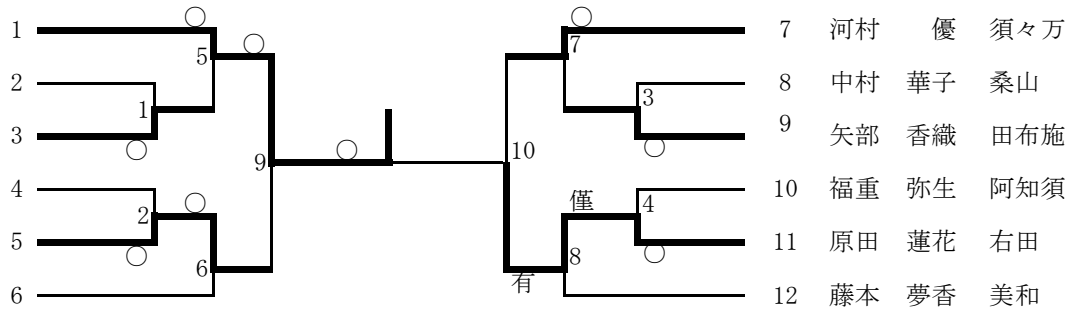 1 ○ ○ 7 河村 優 須々万
5 ○ 7
2 8 中村 華子 桑山
1 3
3 ○ 9 矢部 香織 田布施
○ 9 ○ 10
4 10 福重 弥生 阿知須
2 ○ 僅 4
5 ○ 11 原田 蓮花 右田
○ 6 8
有
6 12 藤本 夢香 美和